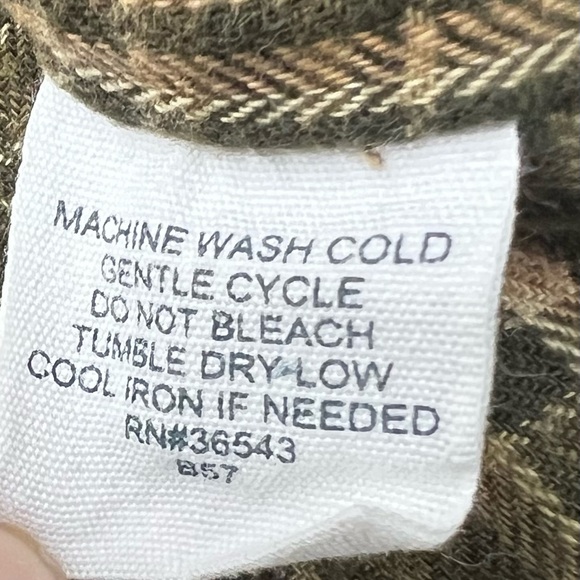 MACHINE WASH COLD
GENTLE CYCLE
DO NOT BLEACH
TUMBLE DRY LOW
COOL IRON IF NEEDED
RN#36543
B57